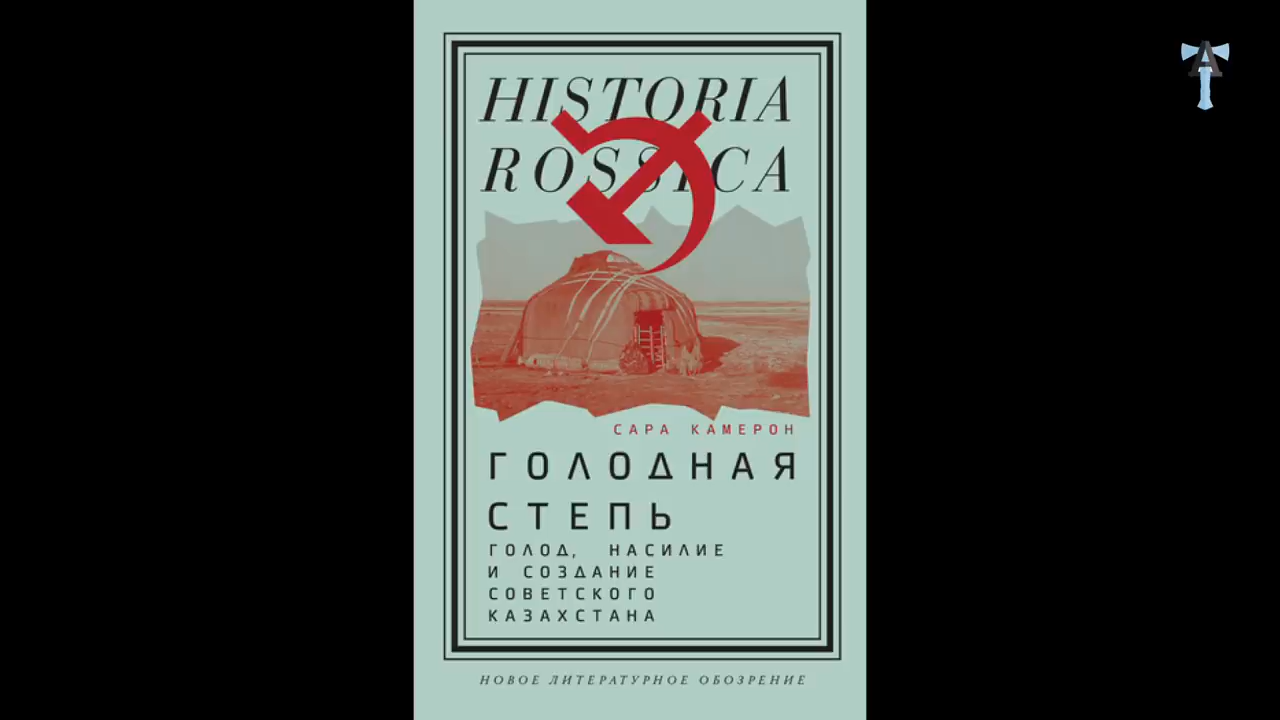 HISTORIA
ROSSICA
САРА КАМЕРОН
ГОЛОДНАЯ
СТЕПЬ
ГОЛОД, НАСИЛИЕ
И СОЗДАНИЕ
СОВЕТСКОГО
КАЗАХСТАНА
НОВОЕ ЛИТЕРАТУРНОЕ ОБОЗРЕНИЕ